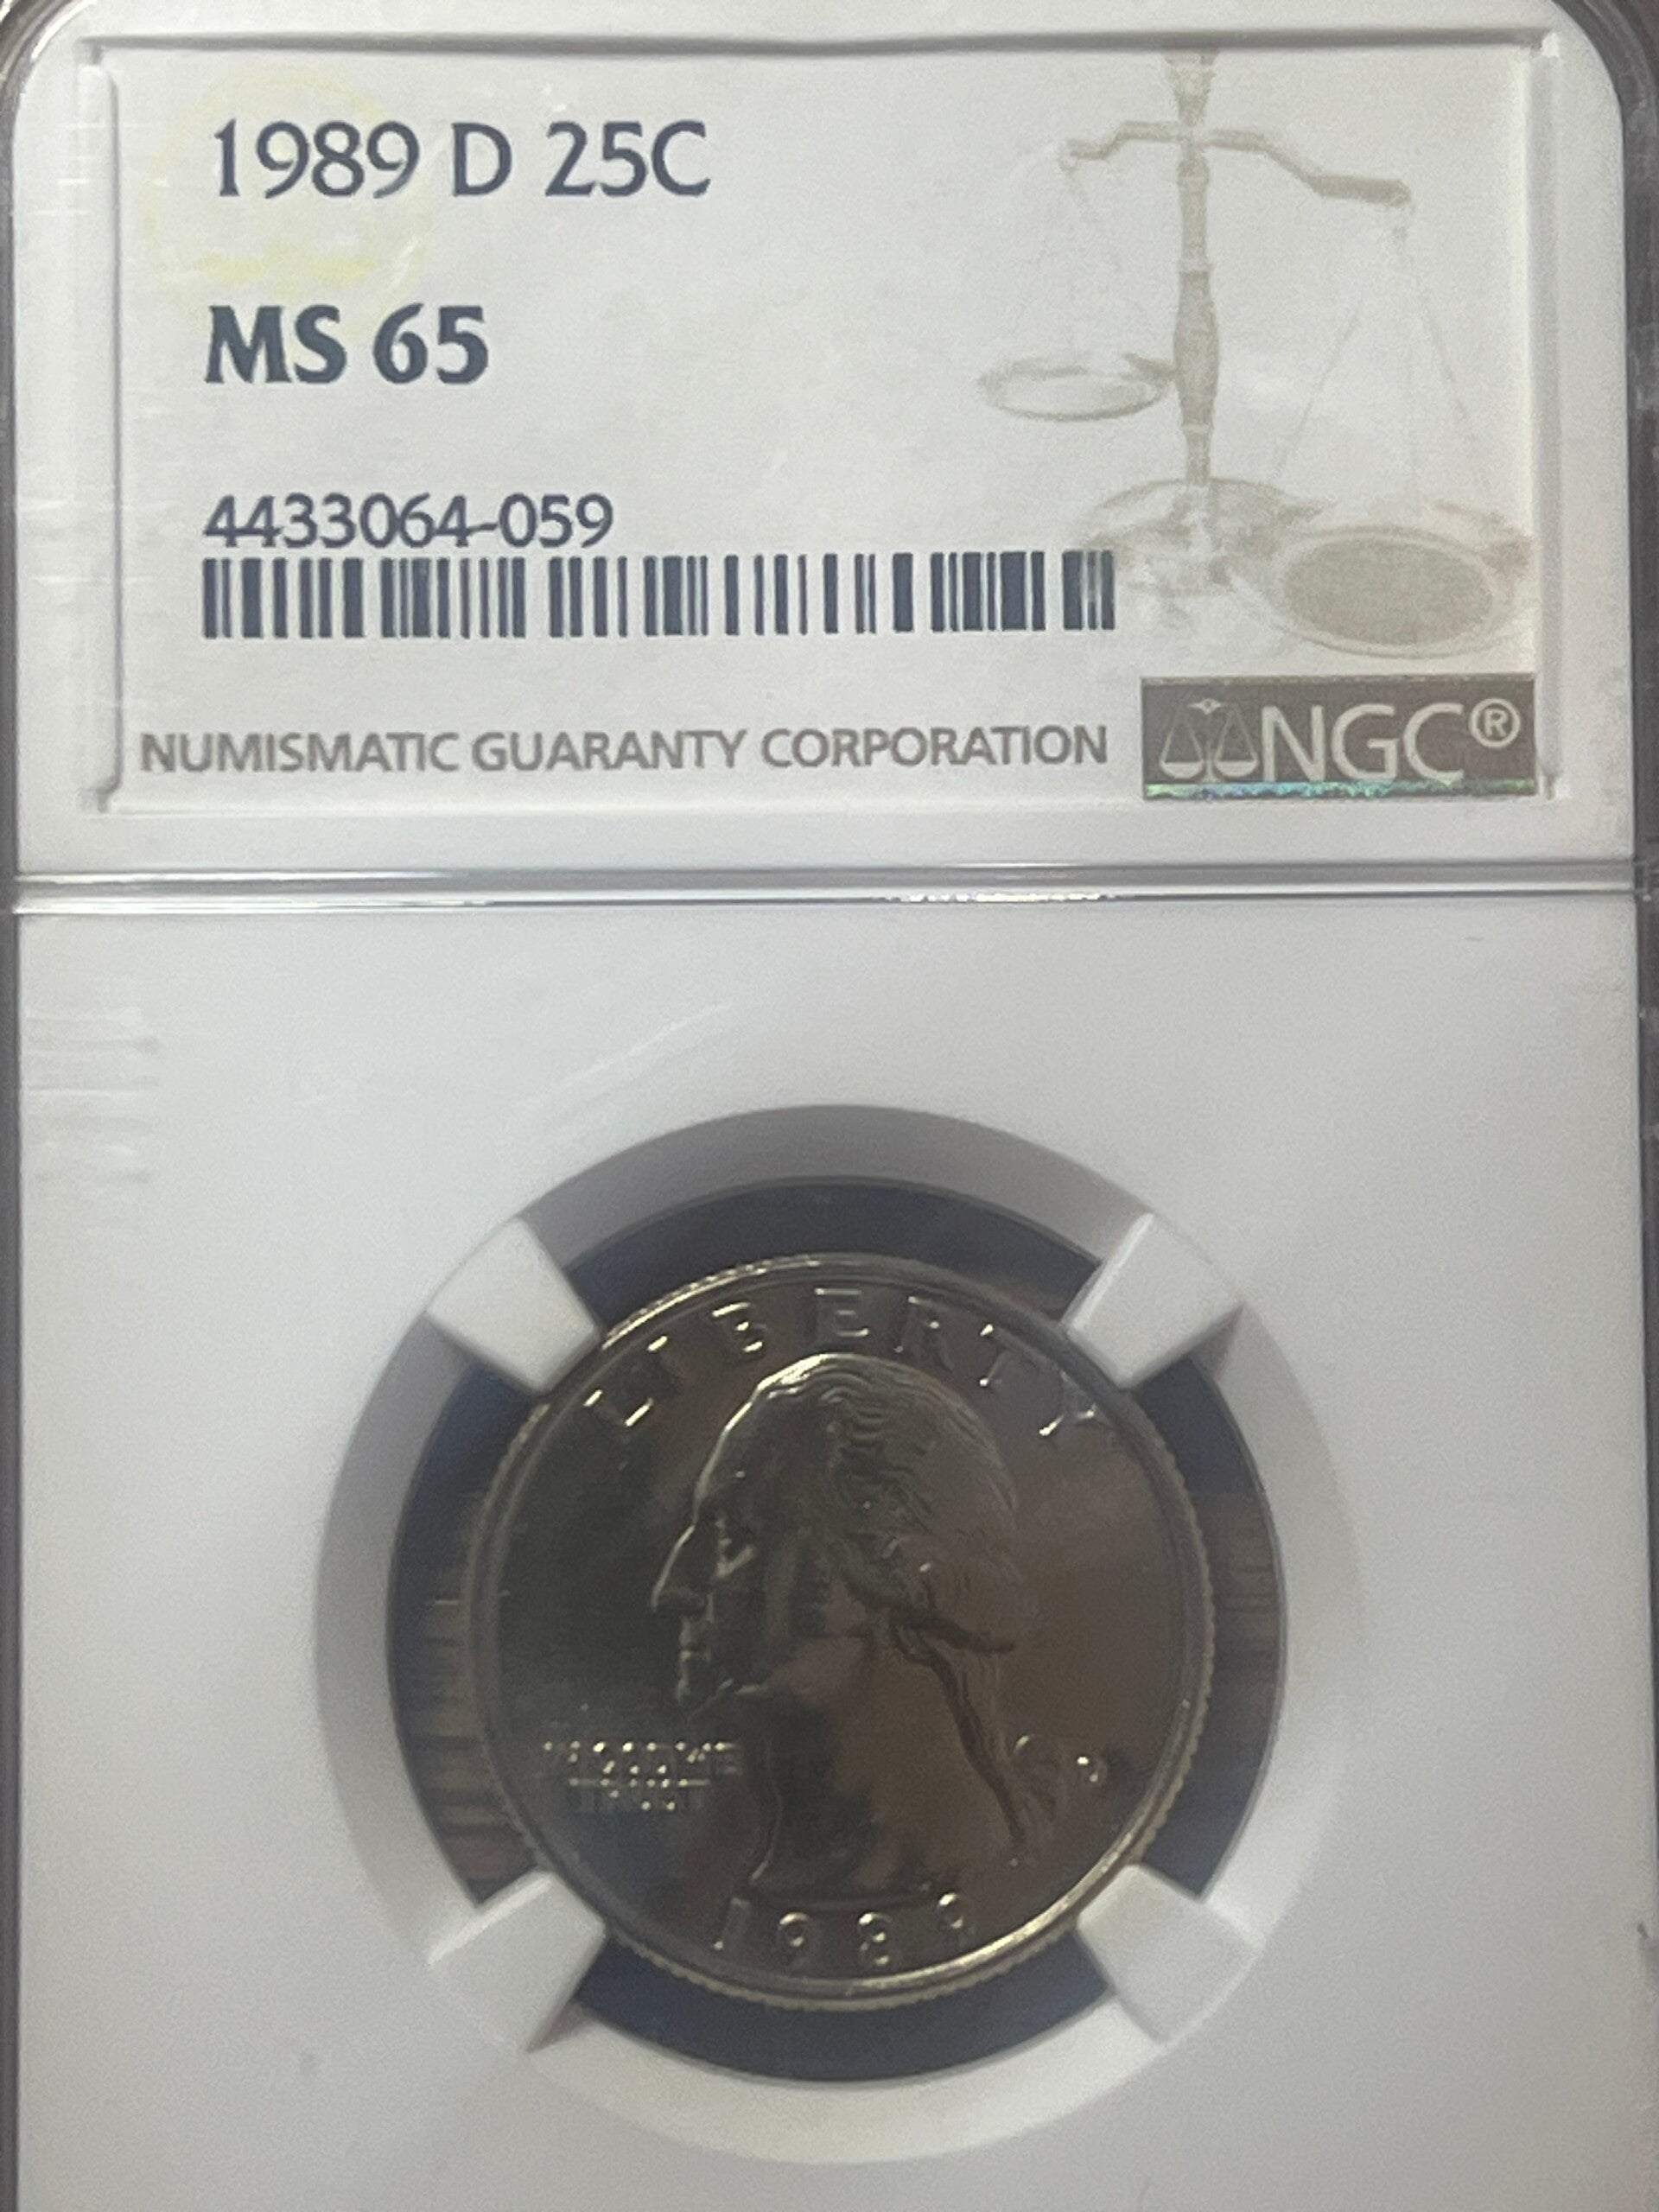 1989 D 25C
MS 65
4433064-059
NUMISMATIC GUARANTY CORPORATION
NGC®
LIBERTY
IN GOD WE
TRUST
D
1989